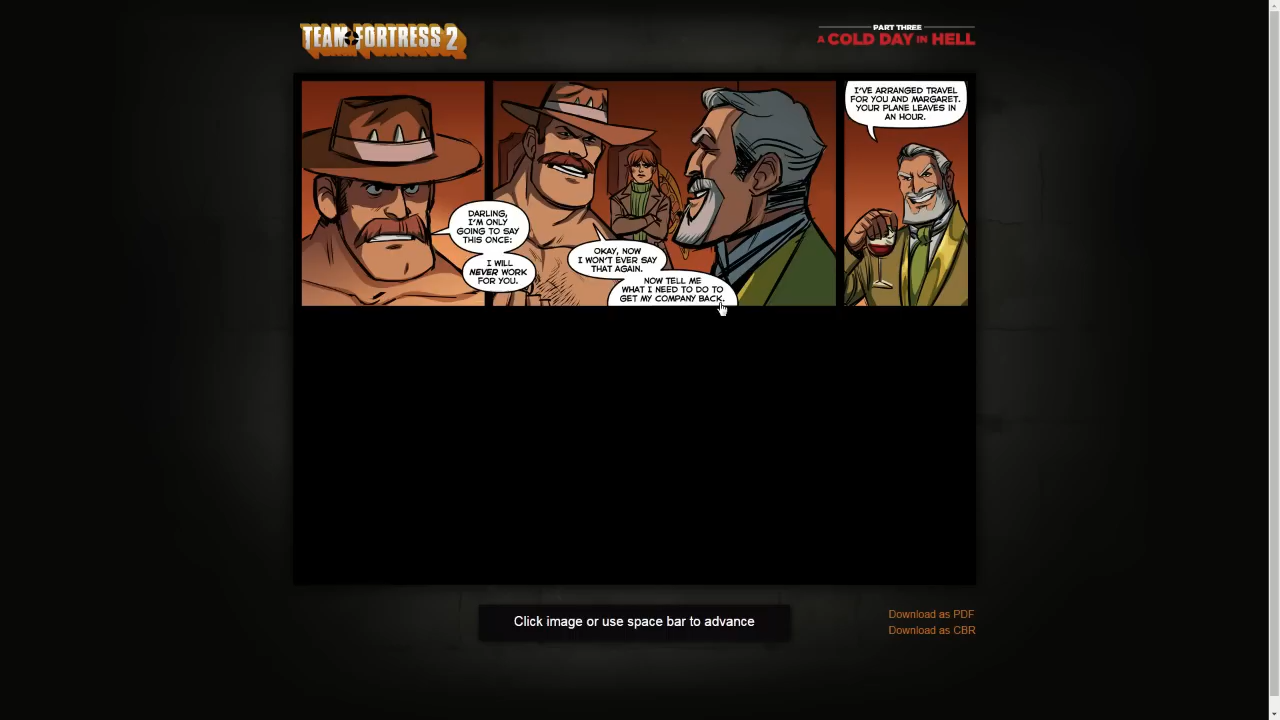 TEAM FORTRESS 2
PART THREE
A COLD DAY IN HELL
DARLING,
I'M ONLY
GOING TO SAY
THIS ONCE:
I WILL
NEVER WORK
FOR YOU.
OKAY, NOW
I WON'T EVER SAY
THAT AGAIN.
NOW TELL ME
WHAT I NEED TO DO TO
GET MY COMPANY BACK.
I'VE ARRANGED TRAVEL
FOR YOU AND MARGARET.
YOUR PLANE LEAVES IN
AN HOUR.
Click image or use space bar to advance
Download as PDF
Download as CBR